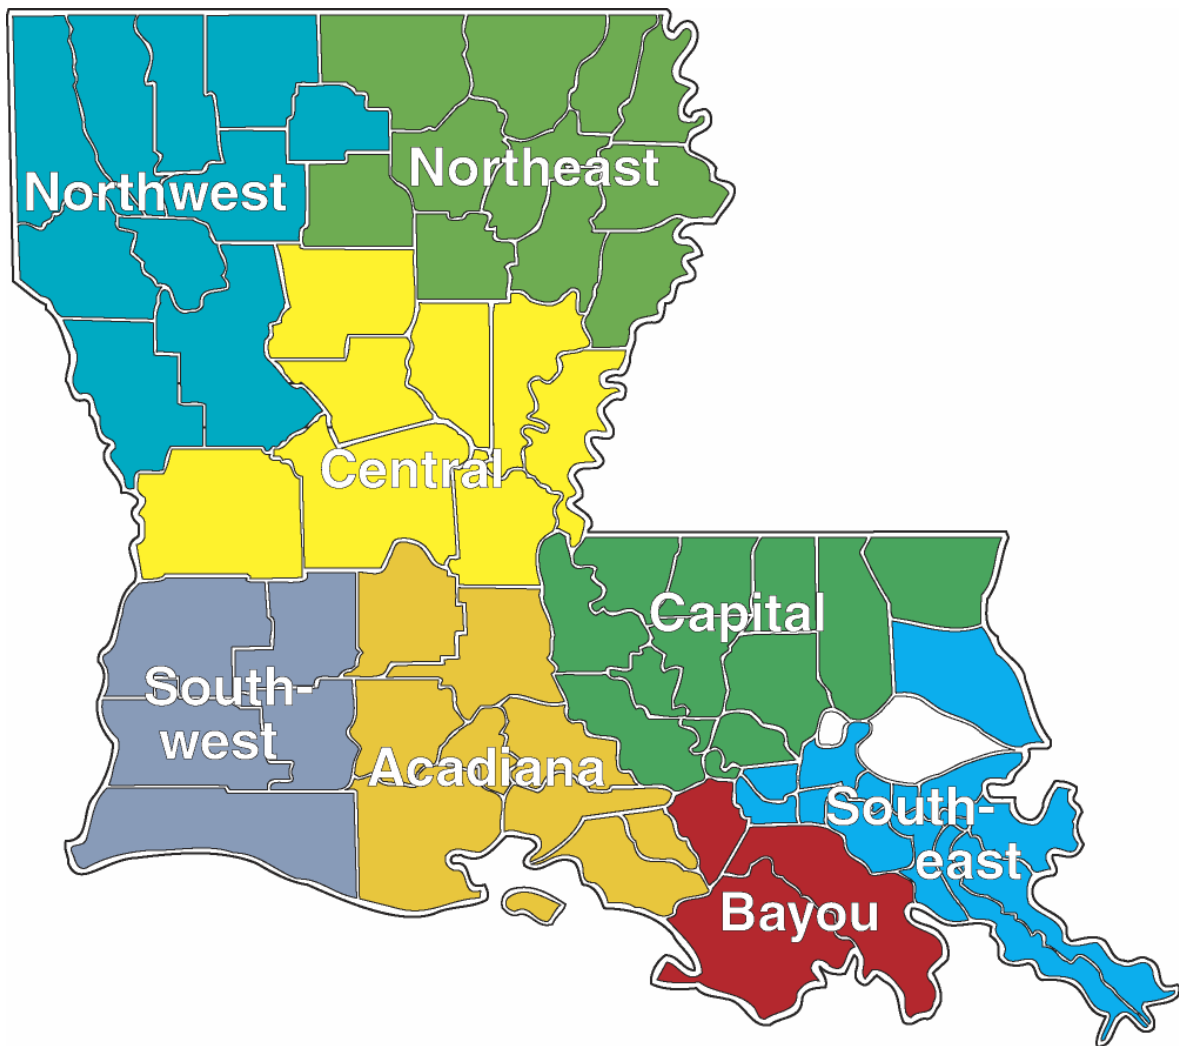 Northeast
Northwest
Central
Capital
South-
west
Acadiana
South-
east
Bayou